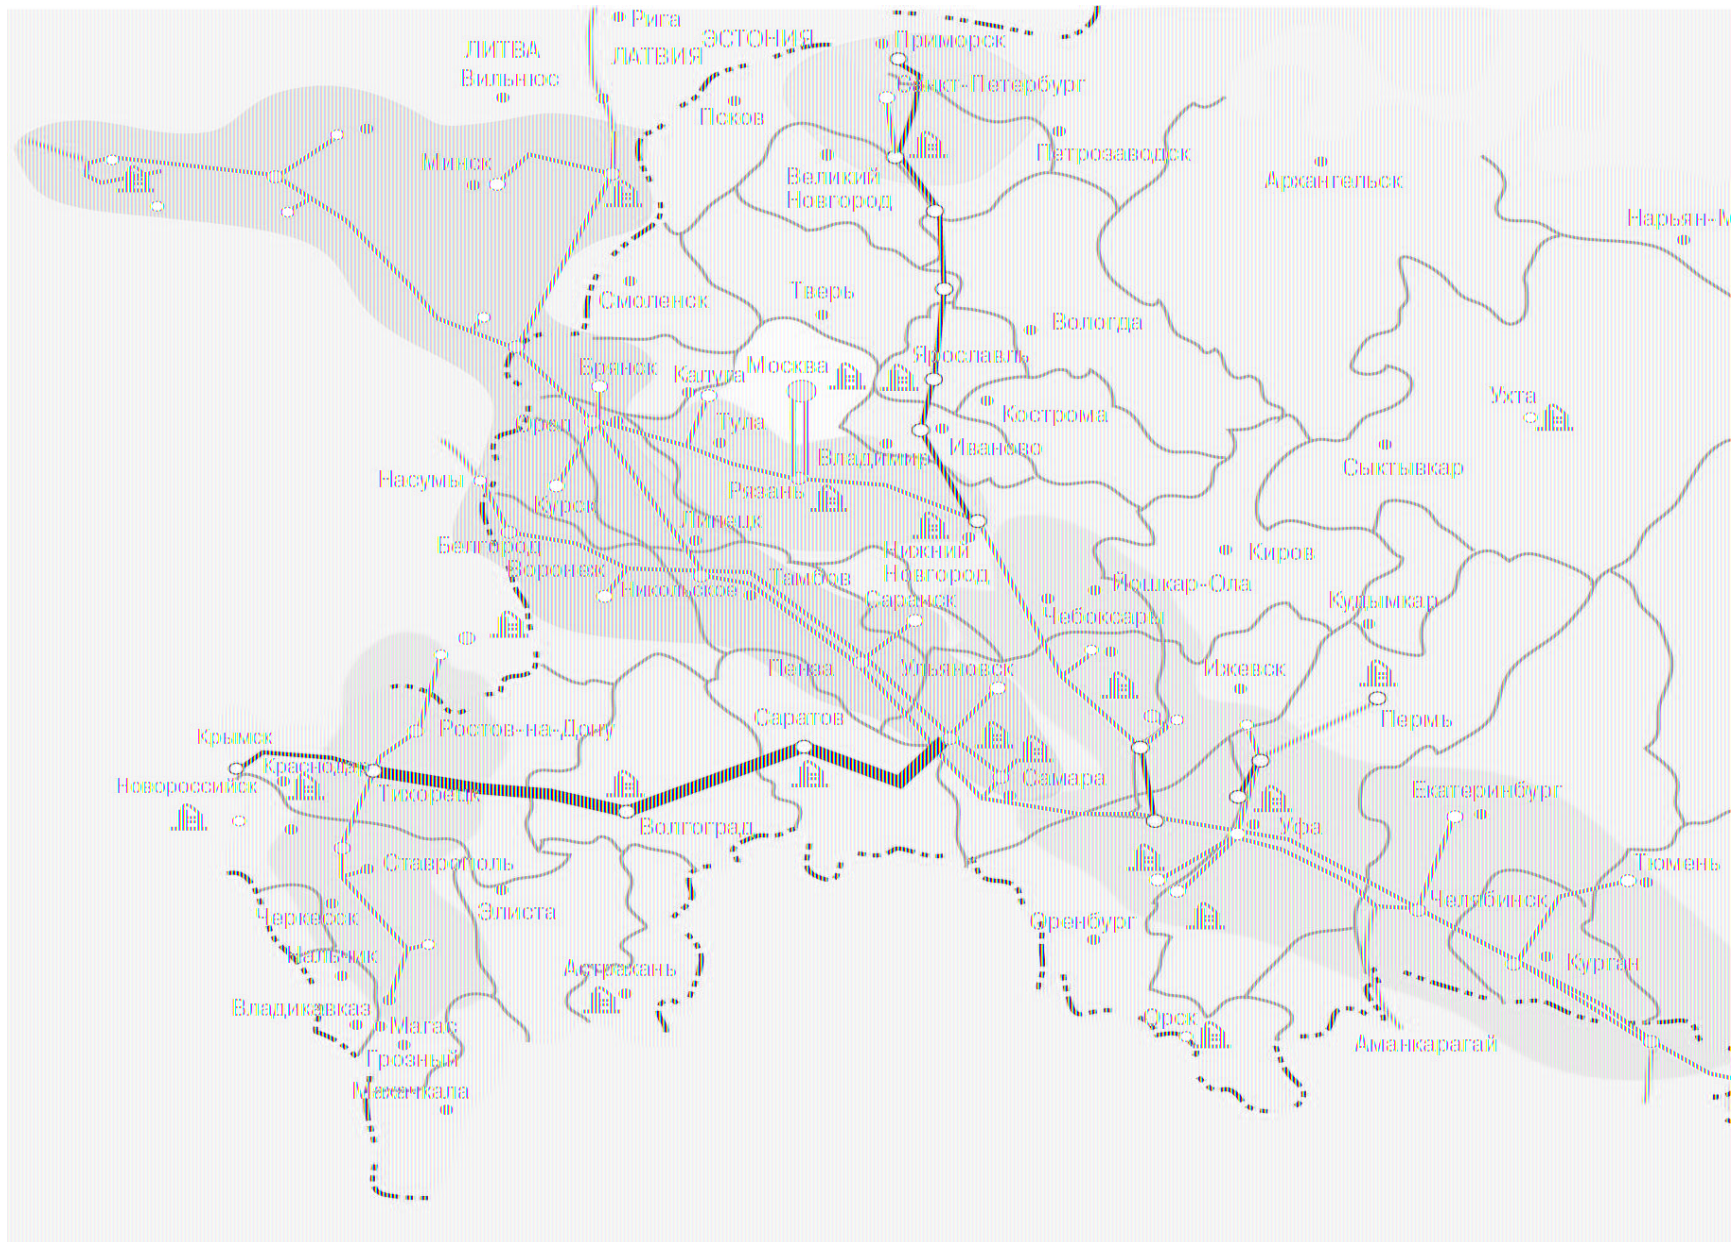 Рига
ЭСТОНИЯ
Приморск
ЛИТВА
ЛАТВИЯ
Вильнюс
Санкт-Петербург
Псков
Минск
Петрозаводск
Великий
Новгород
Архангельск
Нарьян-М
Смоленск
Тверь
Вологда
Ярославль
Брянск
Калуга
Москва
Ухта
Кострома
Орел
Тула
Иваново
Владимир
Сыктывкар
Насумы
Рязань
Курск
Липецк
Белгород
Нижний
Новгород
Киров
Воронеж
Никольское
Тамбов
Йошкар-Ола
Саранск
Чебоксары
Кудымкар
Пенза
Ульяновск
Ижевск
Саратов
Пермь
Крымск
Ростов-на-Дону
Краснодар
Самара
Новороссийск
Тихорецк
Екатеринбург
Волгоград
Уфа
Ставрополь
Тюмень
Челябинск
Черкесск
Элиста
Оренбург
Нальчик
Астрахань
Курган
Владикавказ
Магас
Орск
Аманкарагай
Грозный
Махачкала